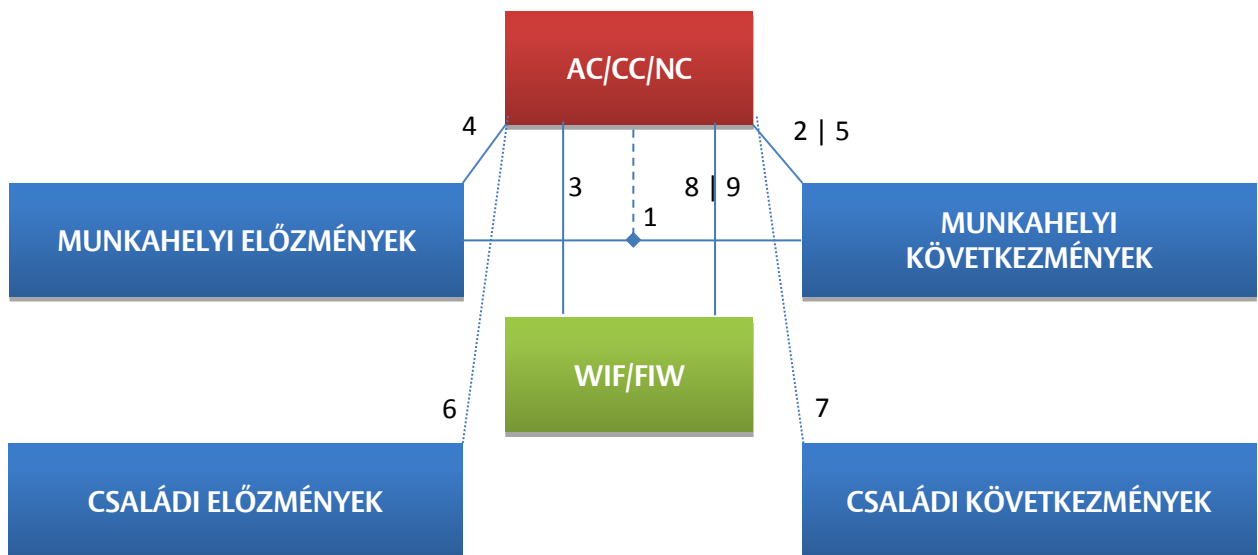 AC/CC/NC
4
2 | 5
3
8 | 9
1
MUNKAHELYI ELŐZMÉNYEK
MUNKAHELYI
KÖVETKEZMÉNYEK
WIF/FIW
6
7
CSALÁDI ELŐZMÉNYEK
CSALÁDI KÖVETKEZMÉNYEK